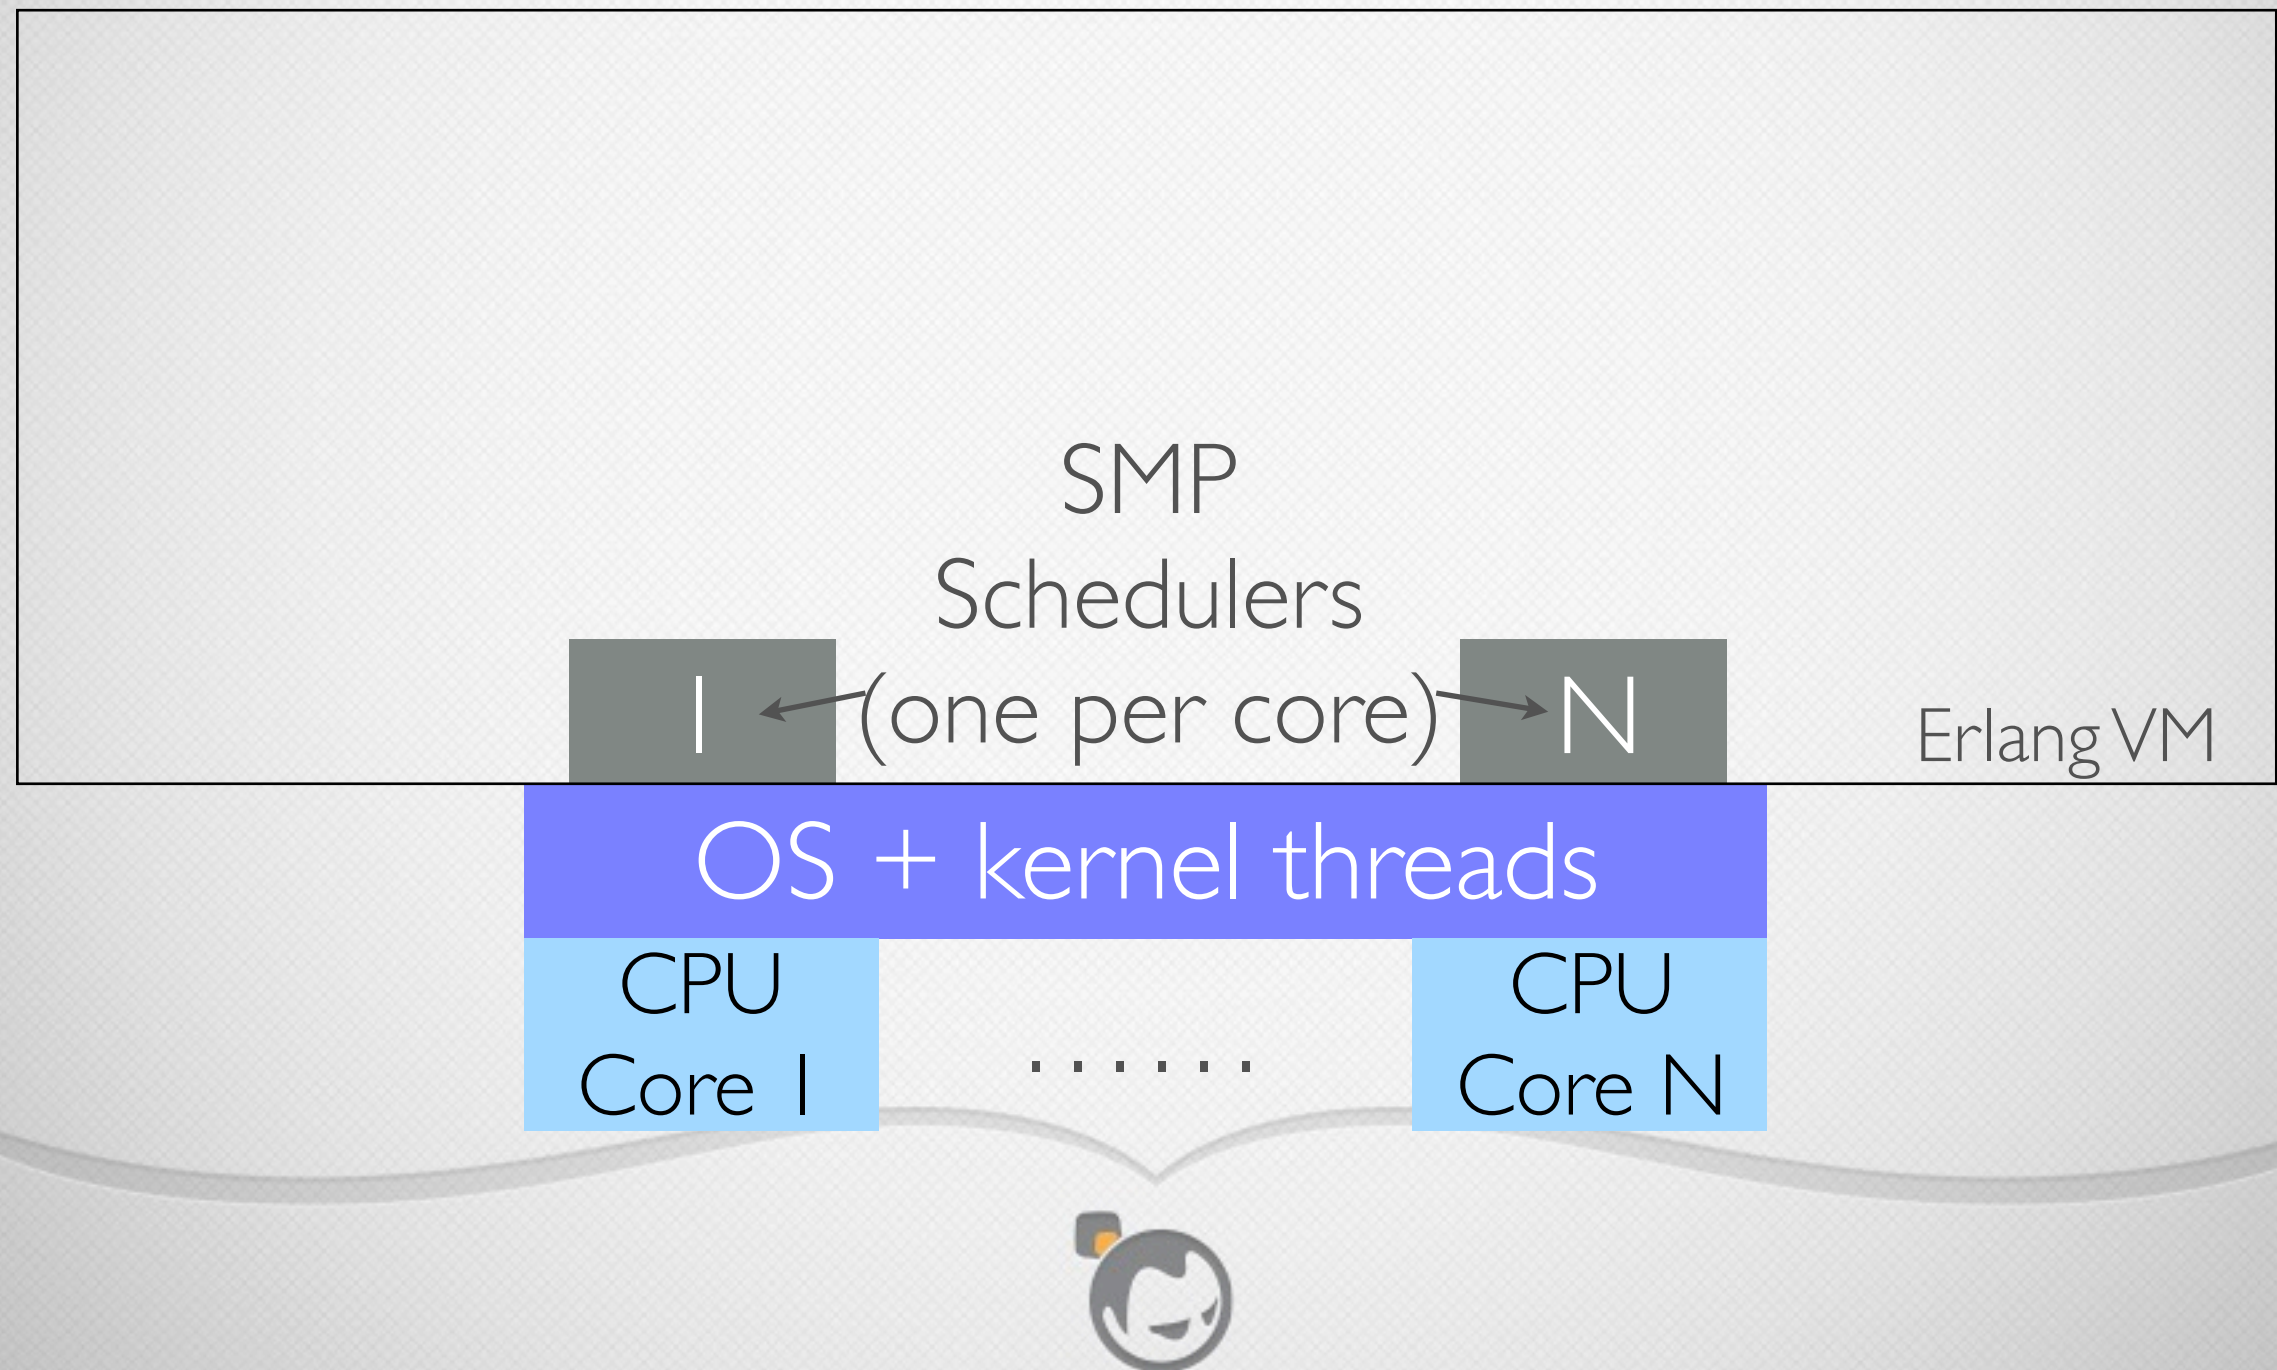 SMP
Schedulers
1 (one per core) N
Erlang VM
OS + kernel threads
CPU
Core 1
......
CPU
Core N